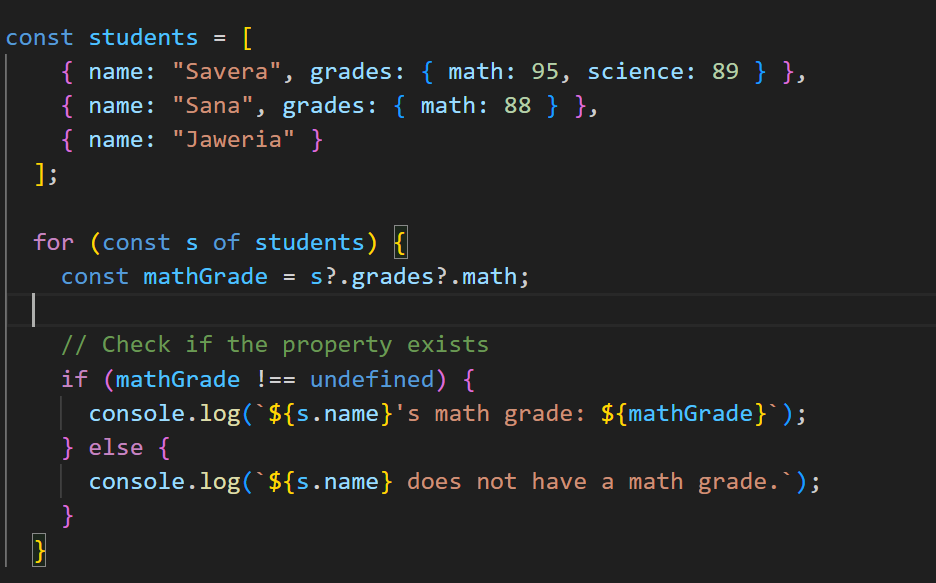 const students = [
    { name: "Savera", grades: { math: 95, science: 89 } },
    { name: "Sana", grades: { math: 88 } },
    { name: "Jaweria" }
  ];

  for (const s of students) {
    const mathGrade = s?.grades?.math;

    // Check if the property exists
    if (mathGrade !== undefined) {
      console.log(`${s.name}'s math grade: ${mathGrade}`);
    } else {
      console.log(`${s.name} does not have a math grade.`);
    }
  }